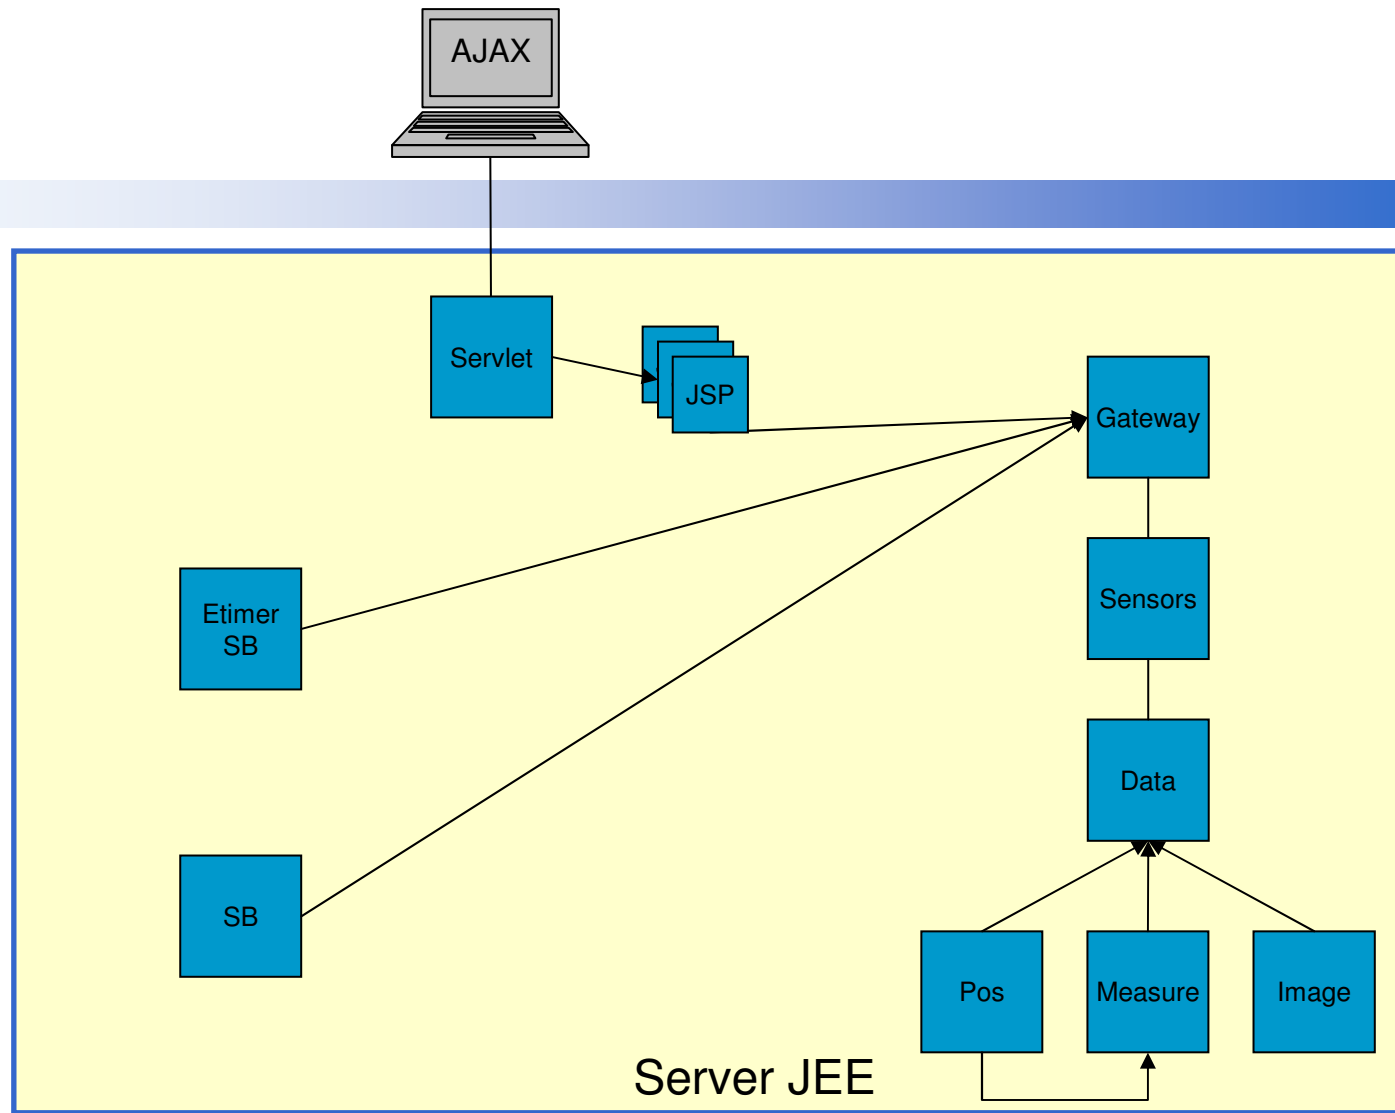 AJAX
Servlet
JSP
Gateway
Etimer
SB
Sensors
Data
SB
Pos
Measure
Image
Server JEE